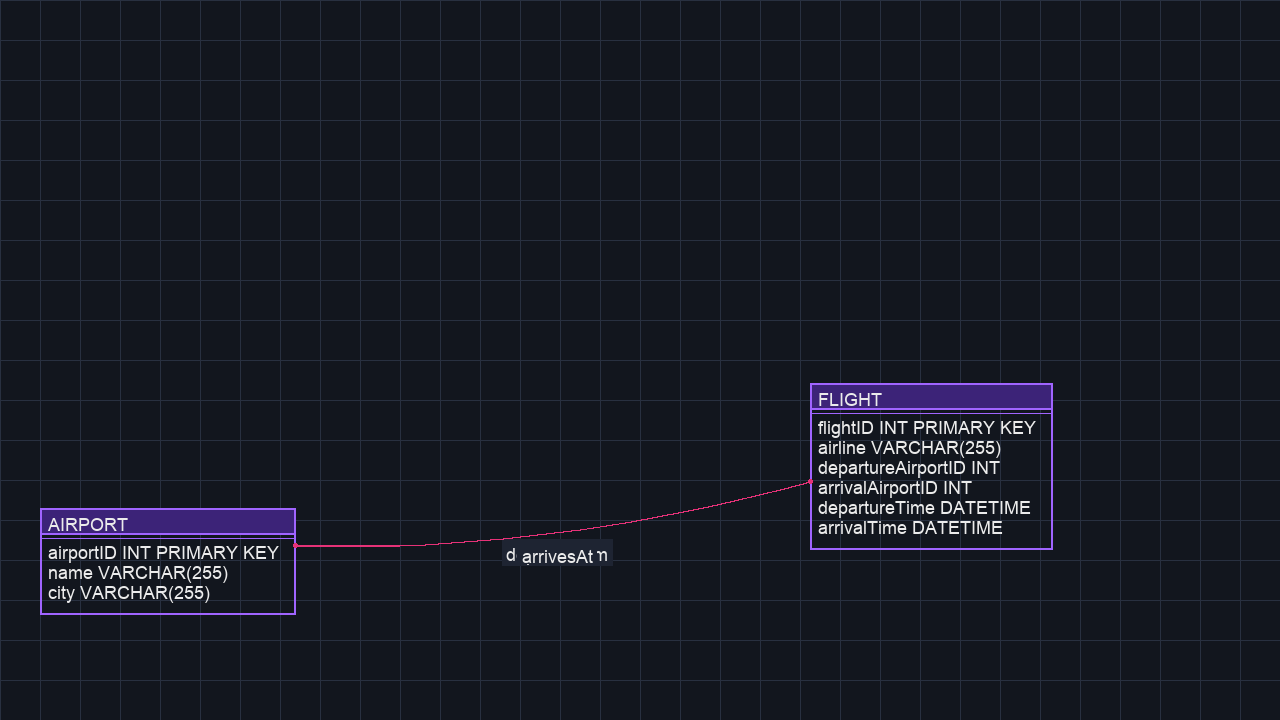 FLIGHT
flightID INT PRIMARY KEY
airline VARCHAR(255)
departureAirportID INT
arrivalAirportID INT
departureTime DATETIME
arrivalTime DATETIME
AIRPORT
airportID INT PRIMARY KEY
name VARCHAR(255)
city VARCHAR(255)
arrivesAt